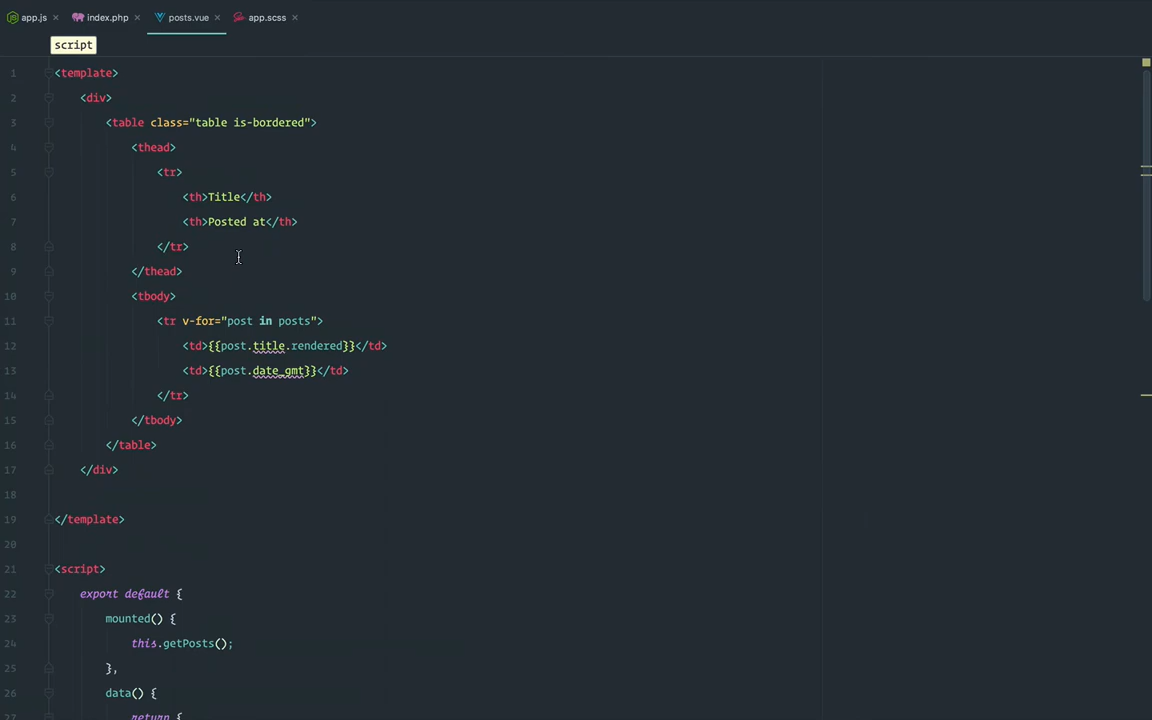 app.js index.php posts.vue app.scss
script
1 <template>
2 <div>
3 <table class="table is-bordered">
4 <thead>
5 <tr>
6 <th>Title</th>
7 <th>Posted at</th>
8 </tr>
9 </thead>
10 <tbody>
11 <tr v-for="post in posts">
12 <td>{{post.title.rendered}}</td>
13 <td>{{post.date_gmt}}</td>
14 </tr>
15 </tbody>
16 </table>
17 </div>
18
19 </template>
20
21 <script>
22 export default {
23 mounted() {
24 this.getPosts();
25 },
26 data() {
27 return {